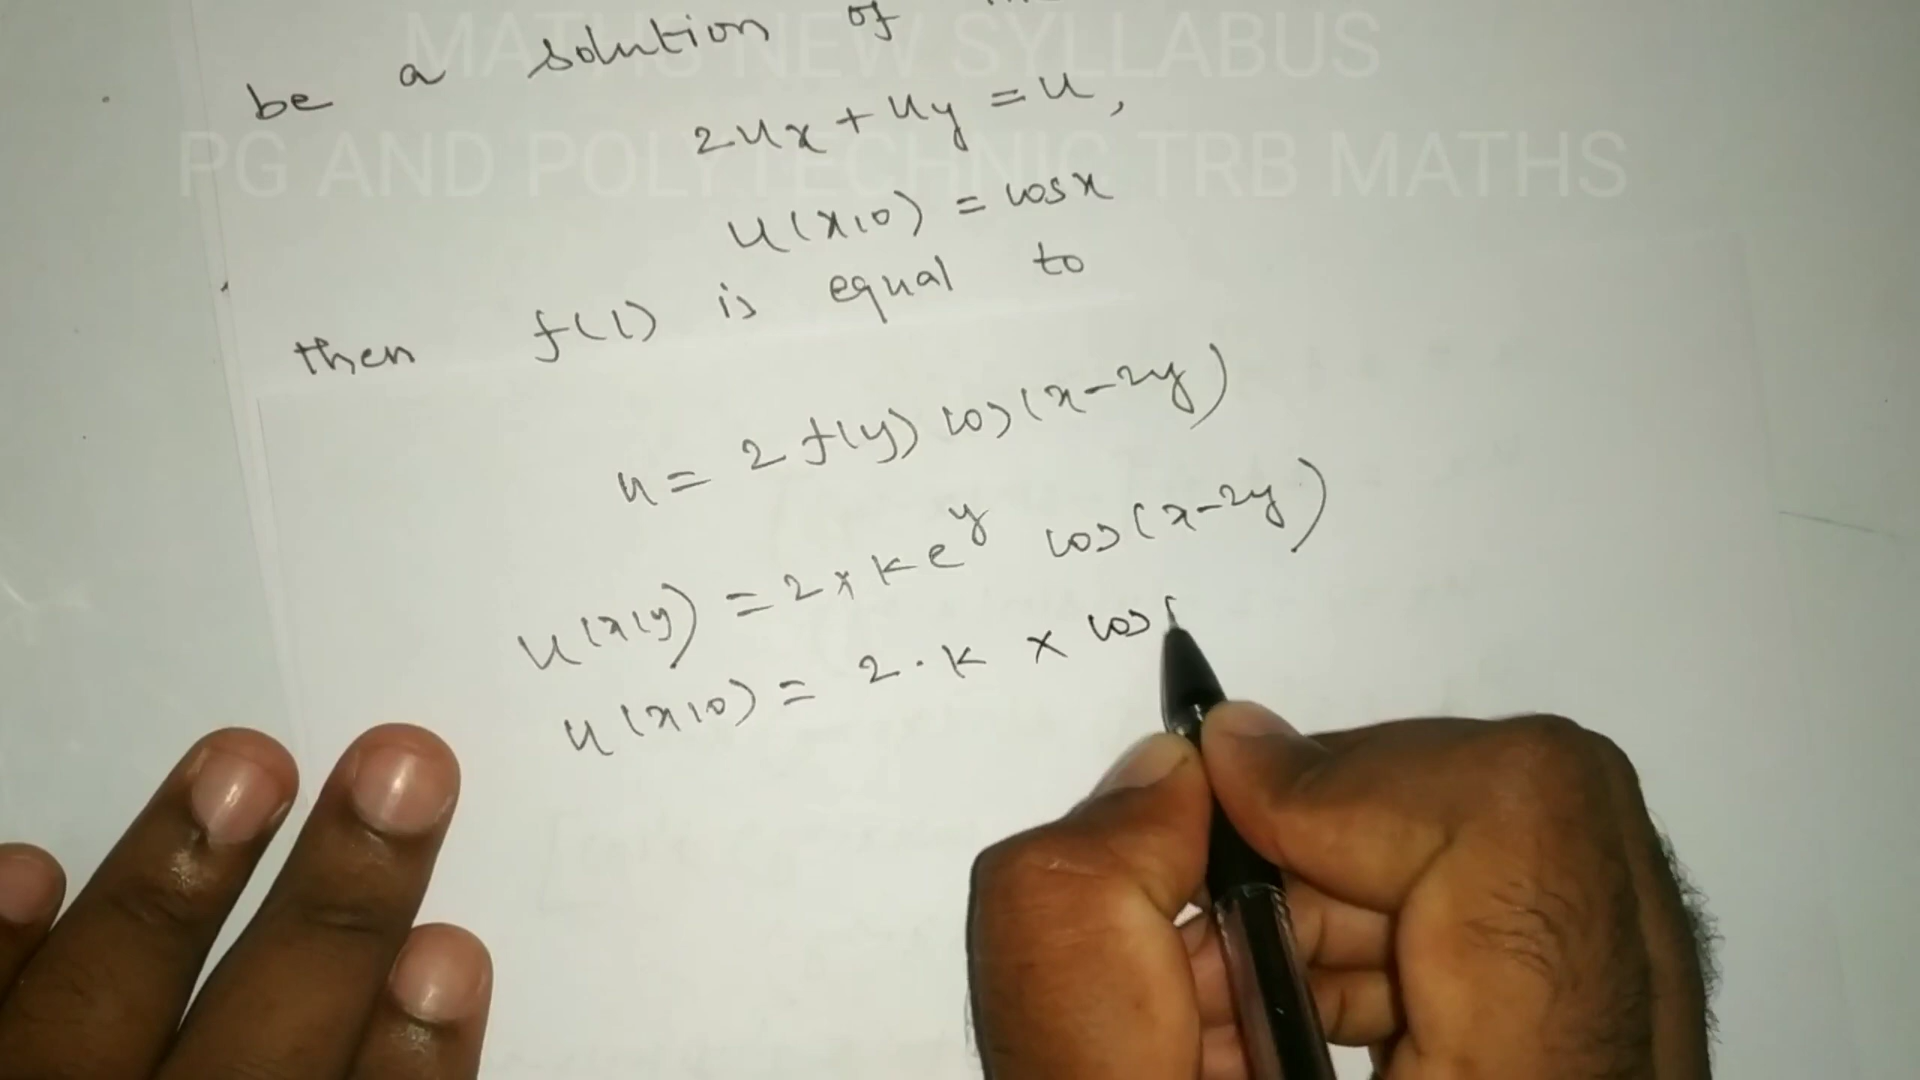 MATHS NEW SYLLABUS
PG AND POLYTECHNIC TRB MATHS
be a solution of
2ux + uy = u,
u(x,0) = cos x
then f(1) is equal to
u = 2 f(y) cos(x-2y)
u(x,y) = 2 × k e^y cos(x-2y)
u(x,0) = 2 . k × cos(